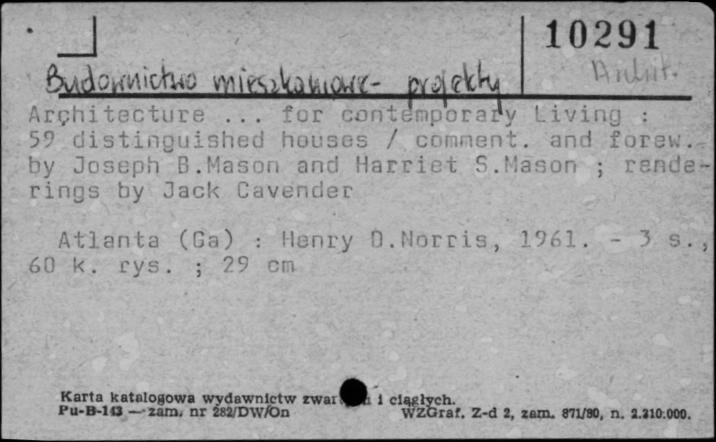 10291
Archit.
Budownictwo mieszkaniowe - projekty
Architecture ... for contemporary Living :
59 distinguished houses / comment. and forew.
by Joseph B.Mason and Harriet S.Mason ; rende-
rings by Jack Cavender
Atlanta (Ga) : Henry D.Norris, 1961. - 3 s.,
60 k. rys. ; 29 cm
Karta katalogowa wydawnictw i ciągłych.
Pu-B-143 — zam. nr 282/DW/On WZGraf. Z-d 2, zam. 871/80, n. 2.210.000.